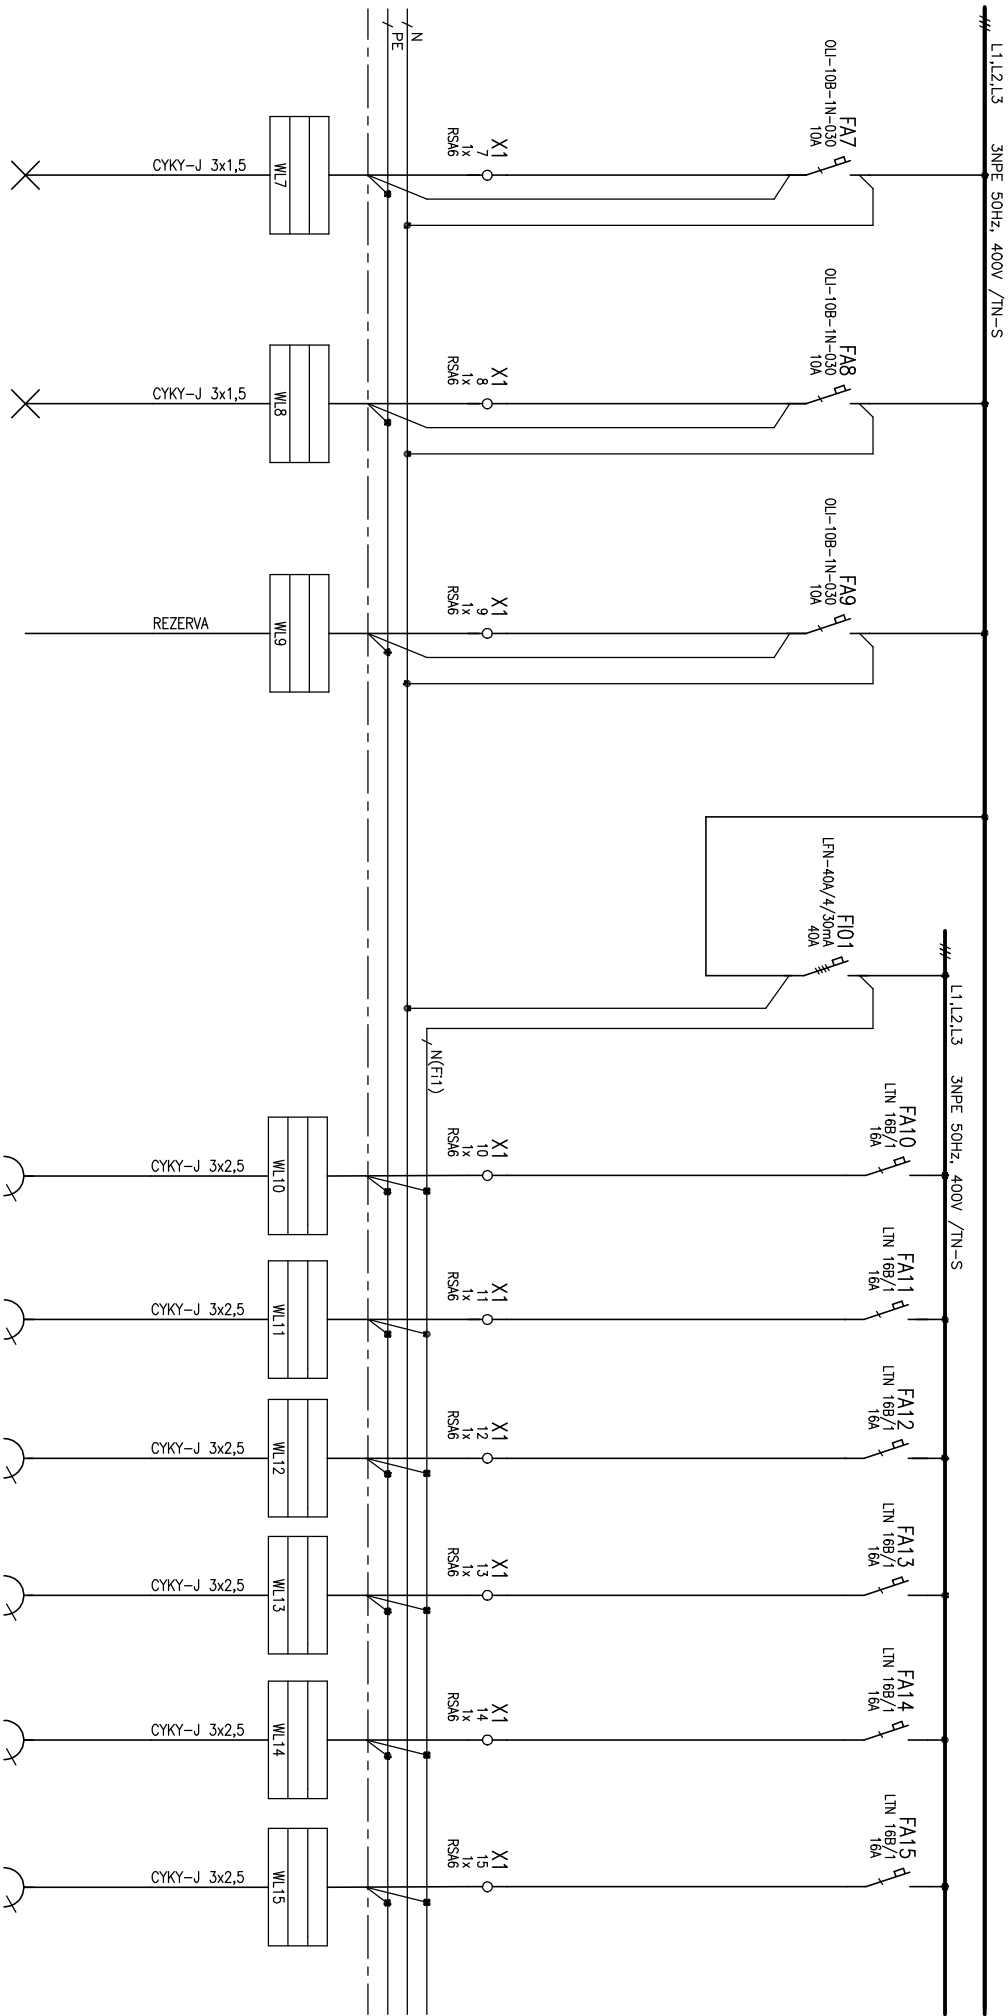 L1,L2,L3 3NPE 50Hz, 400V /TN-S
N
PE
FA7
OLI-10B-1N-030
10A
X1
7
1x
RSA6
WL7
CYKY-J 3x1,5
FA8
OLI-10B-1N-030
10A
X1
8
1x
RSA6
WL8
CYKY-J 3x1,5
FA9
OLI-10B-1N-030
10A
X1
9
1x
RSA6
WL9
REZERVA
FI01
LFN-40A/4/30mA
40A
L1,L2,L3 3NPE 50Hz, 400V /TN-S
N(Fi1)
FA10
LTN 16B/1
16A
X1
10
1x
RSA6
WL10
CYKY-J 3x2,5
FA11
LTN 16B/1
16A
X1
11
1x
RSA6
WL11
CYKY-J 3x2,5
FA12
LTN 16B/1
16A
X1
12
1x
RSA6
WL12
CYKY-J 3x2,5
FA13
LTN 16B/1
16A
X1
13
1x
RSA6
WL13
CYKY-J 3x2,5
FA14
LTN 16B/1
16A
X1
14
1x
RSA6
WL14
CYKY-J 3x2,5
FA15
LTN 16B/1
16A
X1
15
1x
RSA6
WL15
CYKY-J 3x2,5